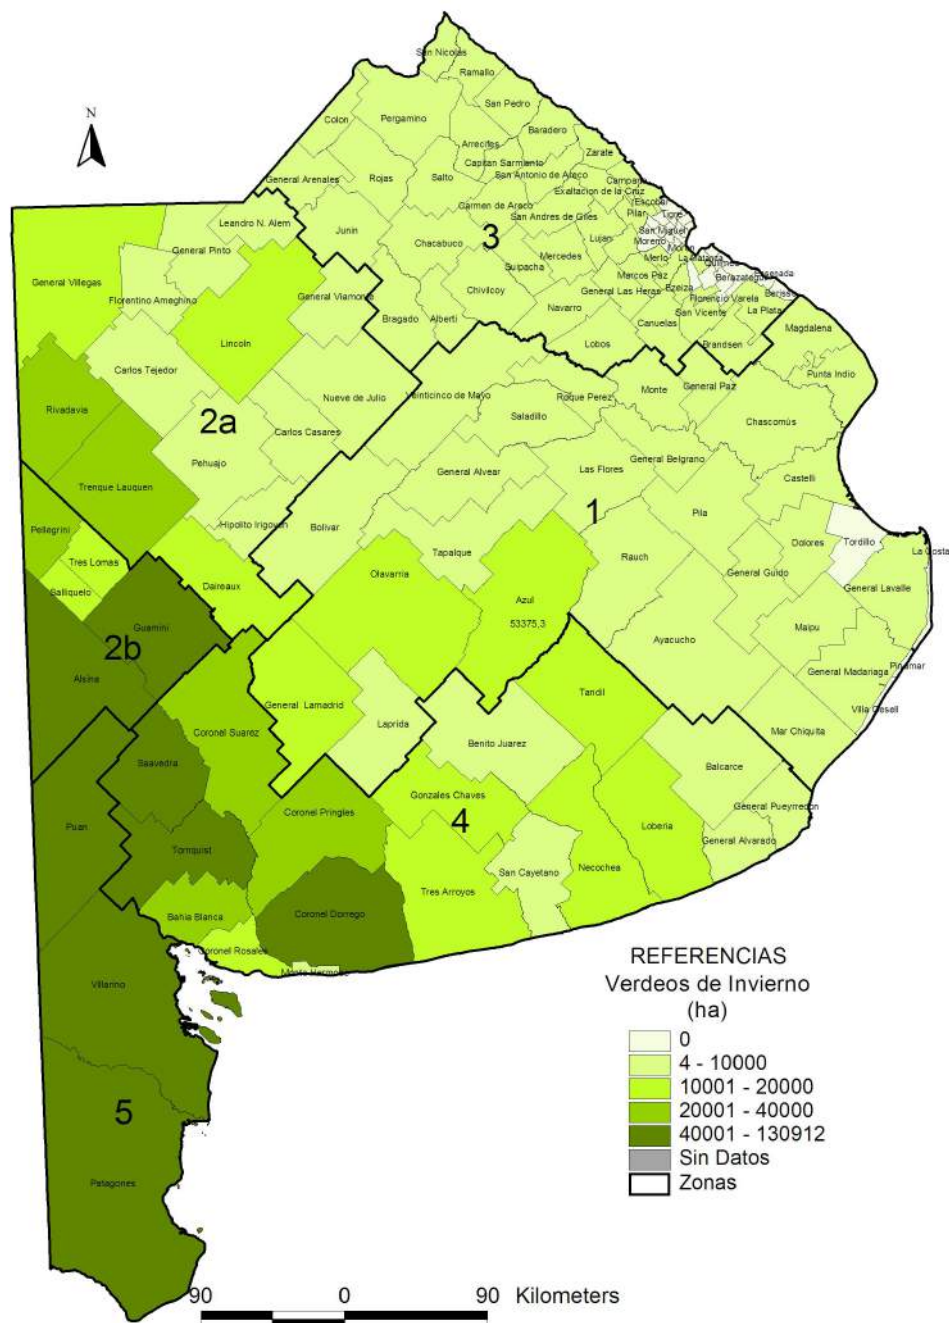 San Nicolás
Ramallo
San Pedro
N
Colon
Pergamino
Baradero
Arrecifes
Zarate
Capitan Sarmiento
San Antonio de Areco
General Arenales
Rojas
Salto
Campana
Exaltacion de la Cruz
Escobar
Carmen de Areco
San Andres de Giles
Pilar
Tigre
Leandro N. Alem
Junin
San Miguel
3
Lujan
Moreno
General Pinto
Chacabuco
Mercedes
Merlo
Suipacha
Marcos Paz
Berazategui
Ensenada
General Villegas
Florentino Ameghino
General Viamonte
Chivilcoy
General Las Heras
Ezeiza
Florencio Varela
Berisso
Bragado
Alberti
Navarro
San Vicente
La Plata
Lincoln
Lobos
Canuelas
Brandsen
Magdalena
Carlos Tejedor
Punta Indio
Rivadavia
Nueve de Julio
Veinticinco de Mayo
Roque Perez
Monte
General Paz
2a
Saladillo
Chascomús
Carlos Casares
Pehuajo
General Alvear
Las Flores
General Belgrano
Trenque Lauquen
Castelli
1
Hipolito Irigoyen
Bolivar
Pila
Pellegrini
Tapalque
Rauch
Dolores
Tordillo
La Costa
Tres Lomas
Daireaux
Olavarria
General Guido
General Lavalle
Salliquelo
Azul
53375,3
Guamini
Maipu
2b
Ayacucho
General Madariaga
Pinamar
Alsina
Tandil
General Lamadrid
Villa Gesell
Coronel Suarez
Laprida
Mar Chiquita
Benito Juarez
Saavedra
Balcarce
Gonzales Chaves
General Pueyrredon
Coronel Pringles
Puan
4
Loberia
General Alvarado
Tornquist
San Cayetano
Necochea
Tres Arroyos
Bahia Blanca
Coronel Dorrego
Coronel Rosales
Monte Hermoso
Villarino
5
Patagones
REFERENCIAS
Verdeos de Invierno
(ha)
0
4 - 10000
10001 - 20000
20001 - 40000
40001 - 130912
Sin Datos
Zonas
90 0 90 Kilometers